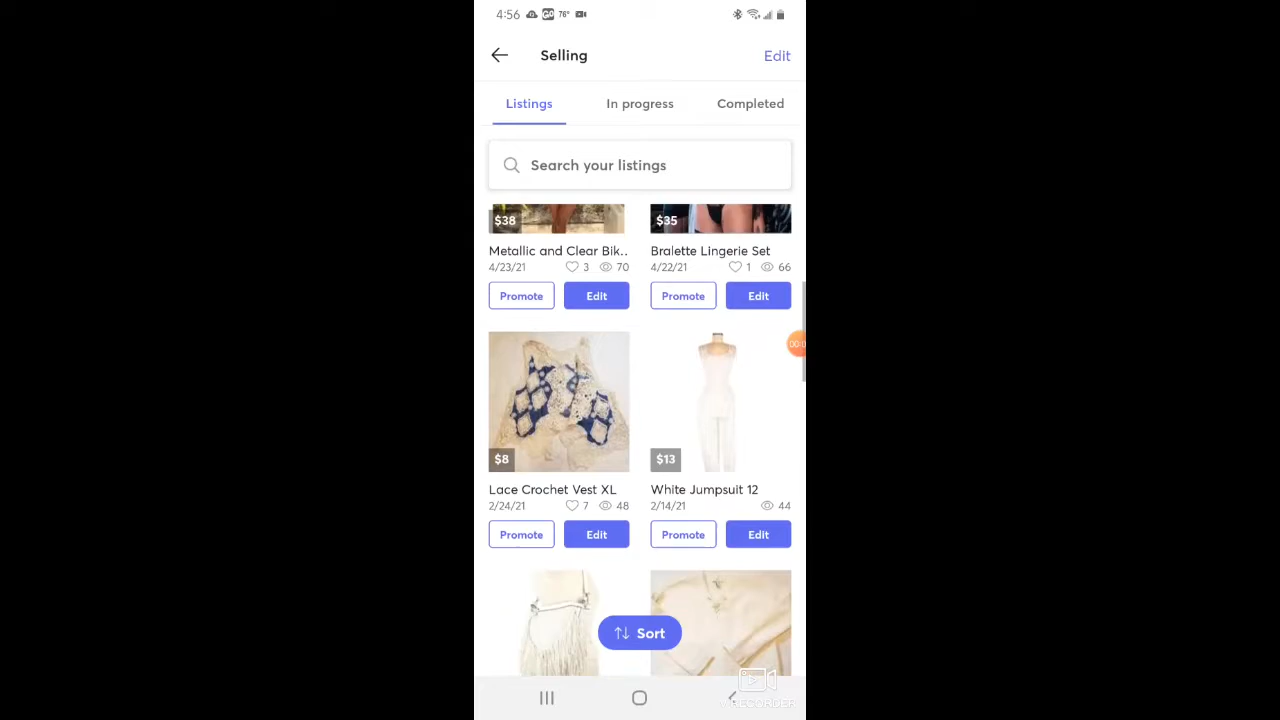 4:56 GO 76°
Selling
Edit
Listings In progress Completed
Search your listings
$38 $35
Metallic and Clear Bik.. Bralette Lingerie Set
4/23/21 3 70 4/22/21 1 66
Promote Edit Promote Edit
$8 $13
Lace Crochet Vest XL White Jumpsuit 12
2/24/21 7 48 2/14/21 44
Promote Edit Promote Edit
Sort
RECORDER